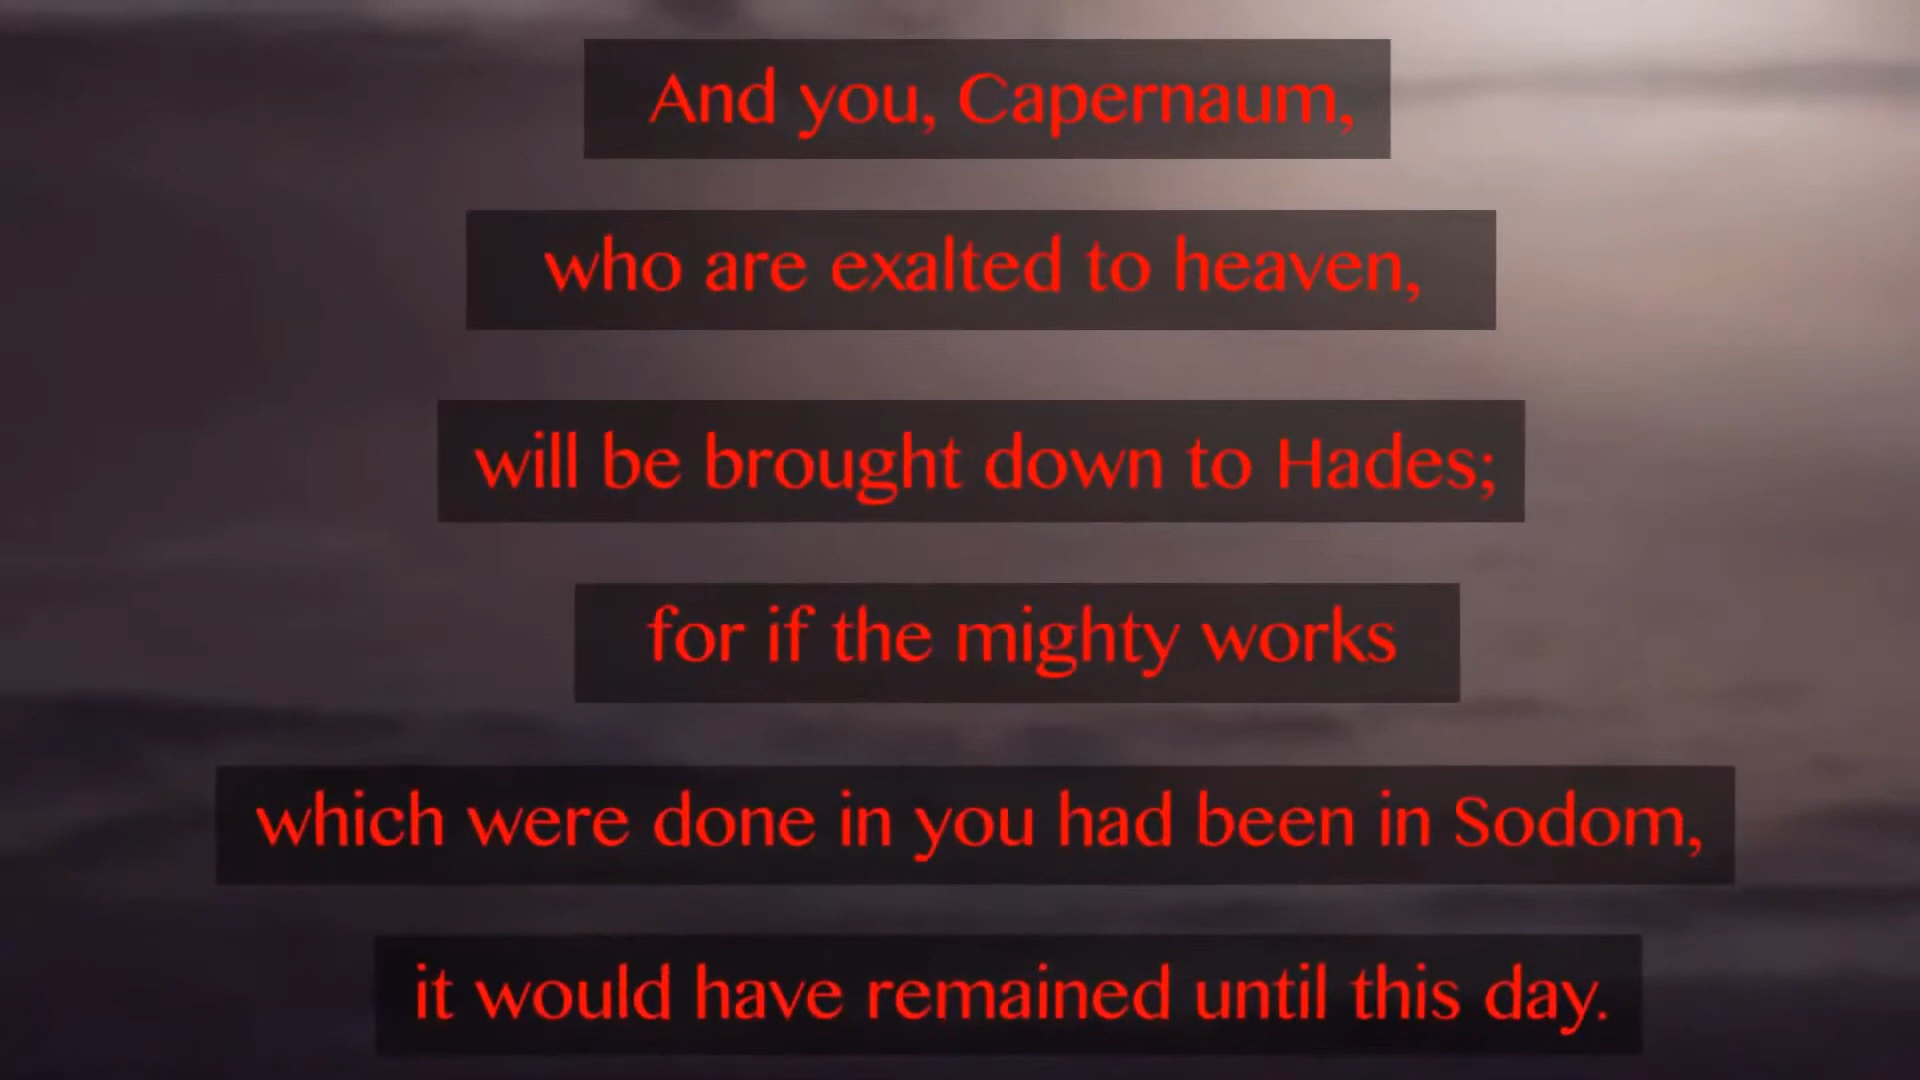 And you, Capernaum,
who are exalted to heaven,
will be brought down to Hades;
for if the mighty works
which were done in you had been in Sodom,
it would have remained until this day.